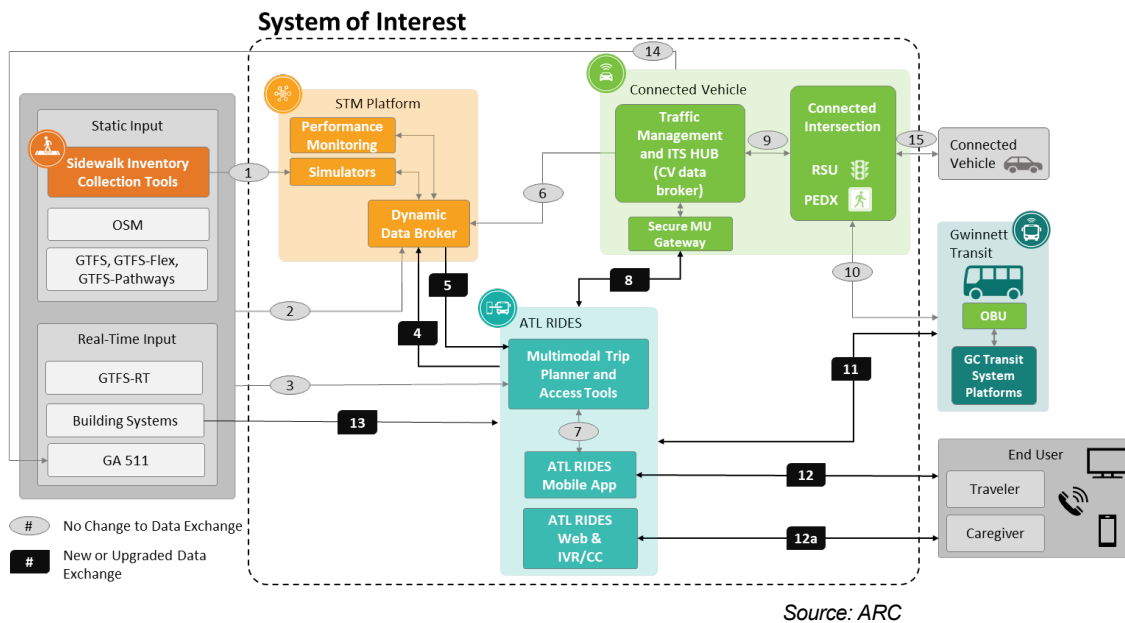 System of Interest
14
Static Input
Sidewalk Inventory
Collection Tools
OSM
GTFS, GTFS-Flex,
GTFS-Pathways
Real-Time Input
GTFS-RT
Building Systems
GA 511
1
2
3
13
STM Platform
Performance
Monitoring
Simulators
Dynamic
Data Broker
5
4
6
Connected Vehicle
Traffic
Management
and ITS HUB
(CV data
broker)
Secure MU
Gateway
9
Connected
Intersection
RSU
PEDX
15
Connected
Vehicle
8
10
11
Gwinnett
Transit
OBU
GC Transit
System
Platforms
ATL RIDES
Multimodal Trip
Planner and
Access Tools
7
ATL RIDES
Mobile App
ATL RIDES
Web &
IVR/CC
12
12a
End User
Traveler
Caregiver
# No Change to Data Exchange
# New or Upgraded Data
Exchange
Source: ARC